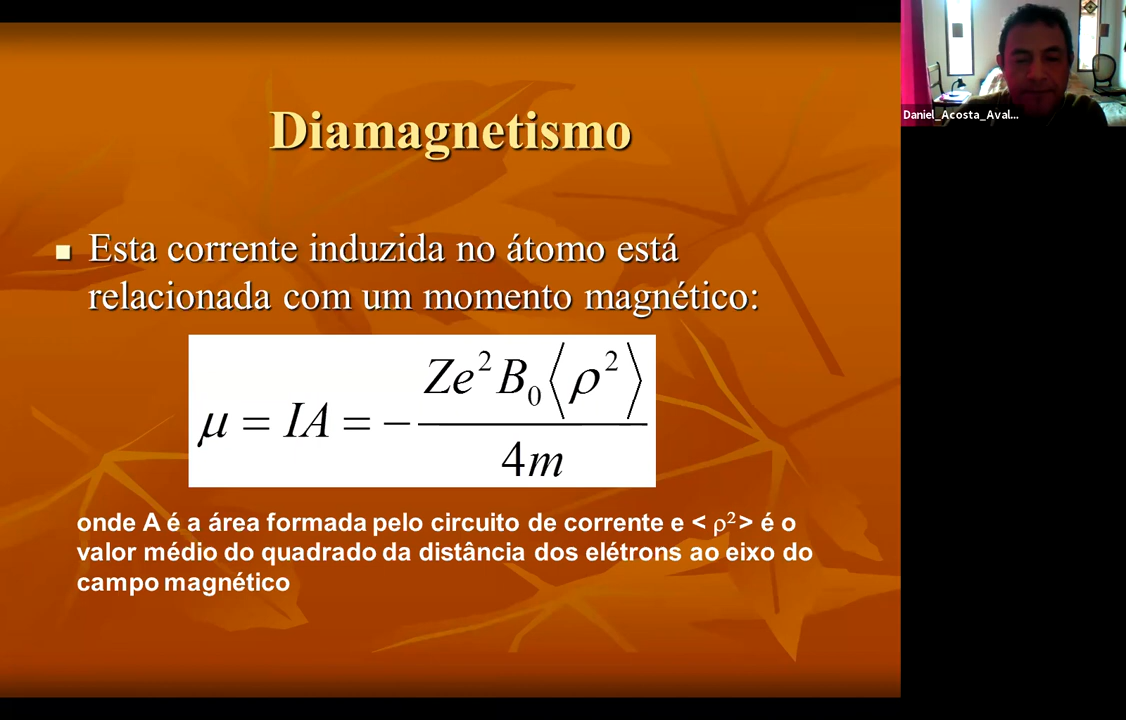 Diamagnetismo
Daniel_Acosta_Aval...
Esta corrente induzida no átomo está
relacionada com um momento magnético:
μ = IA = − Ze²B₀⟨ρ²⟩ / 4m
onde A é a área formada pelo circuito de corrente e < ρ²> é o
valor médio do quadrado da distância dos elétrons ao eixo do
campo magnético